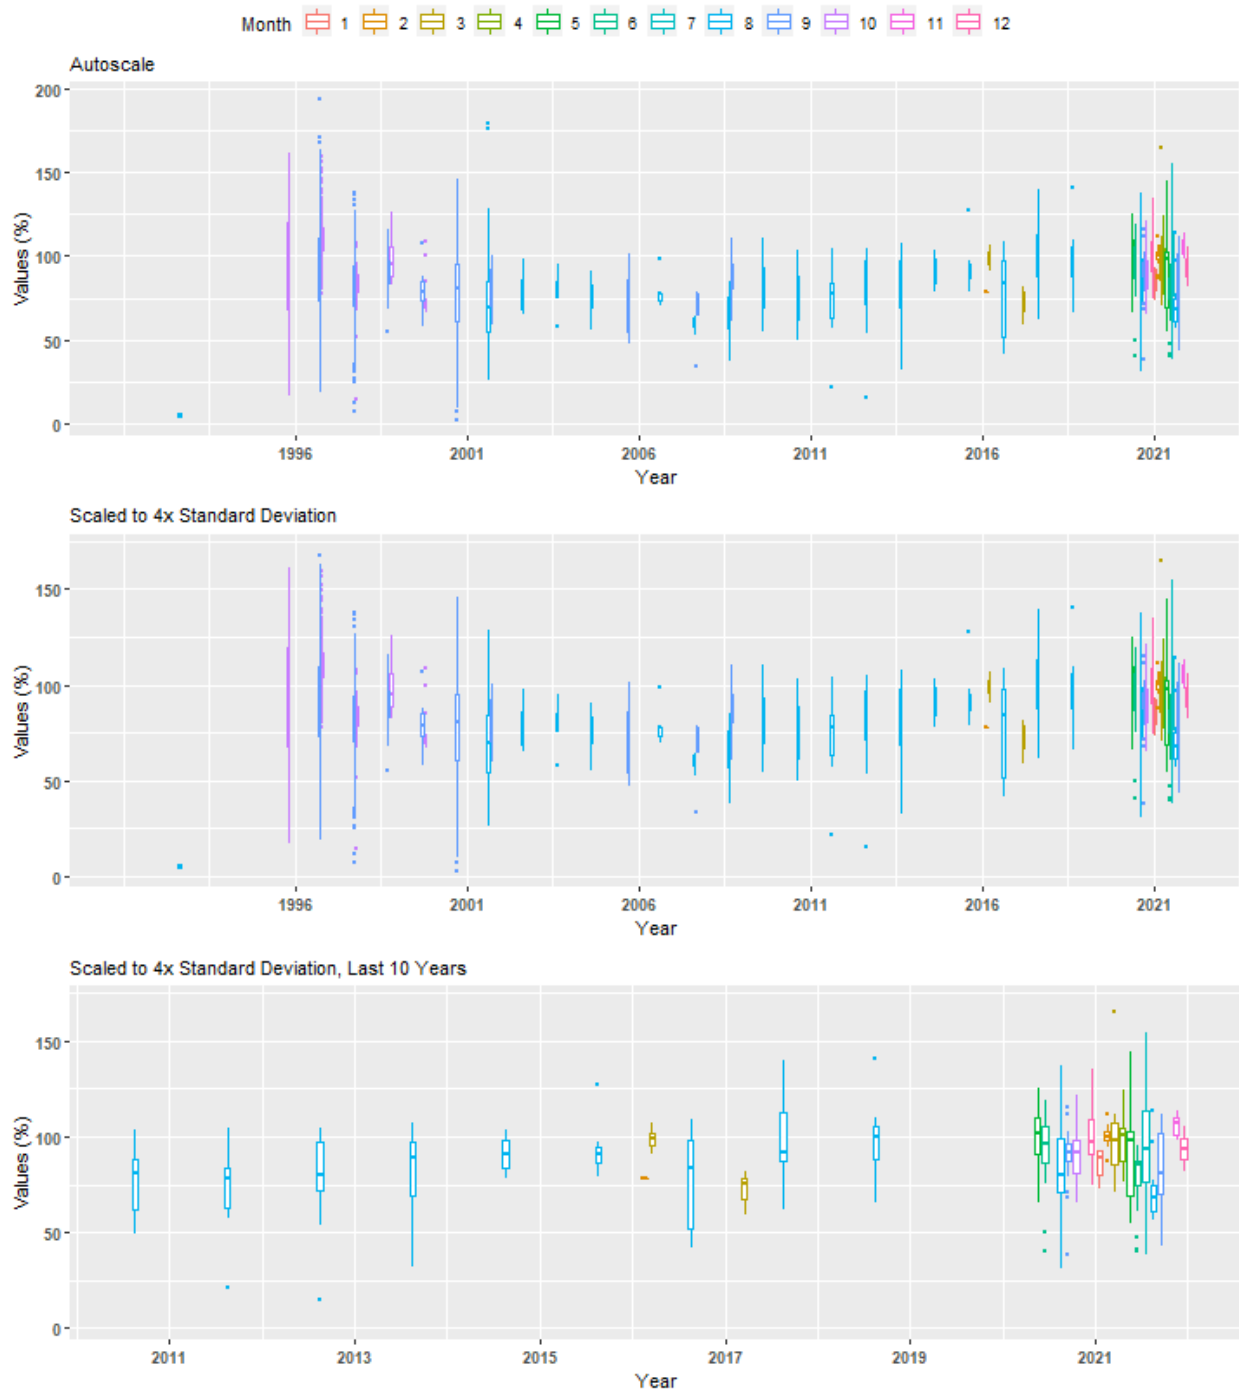 Month 1 2 3 4 5 6 7 8 9 10 11 12
Autoscale
200
150
100
50
0
Values (%)
1996 2001 2006 2011 2016 2021
Year
Scaled to 4x Standard Deviation
150
100
50
0
Values (%)
1996 2001 2006 2011 2016 2021
Year
Scaled to 4x Standard Deviation, Last 10 Years
150
100
50
0
Values (%)
2011 2013 2015 2017 2019 2021
Year